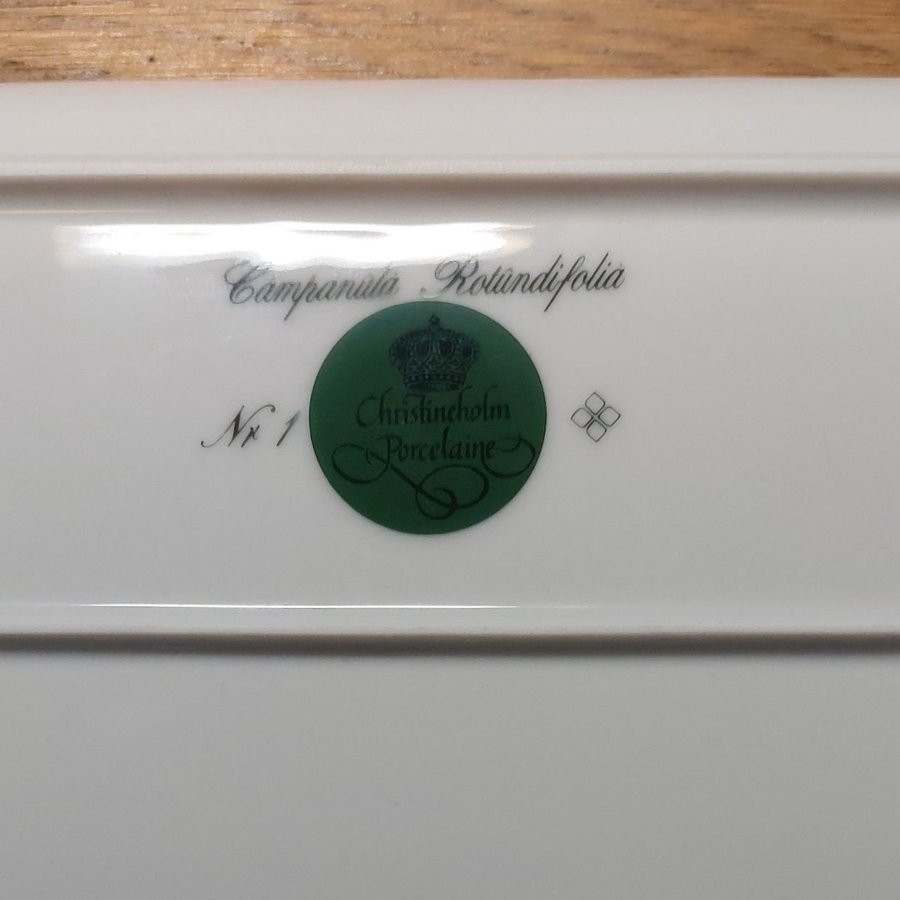 Campanula Rotundifolia
Christineholm
Nr 1
Porcelaine